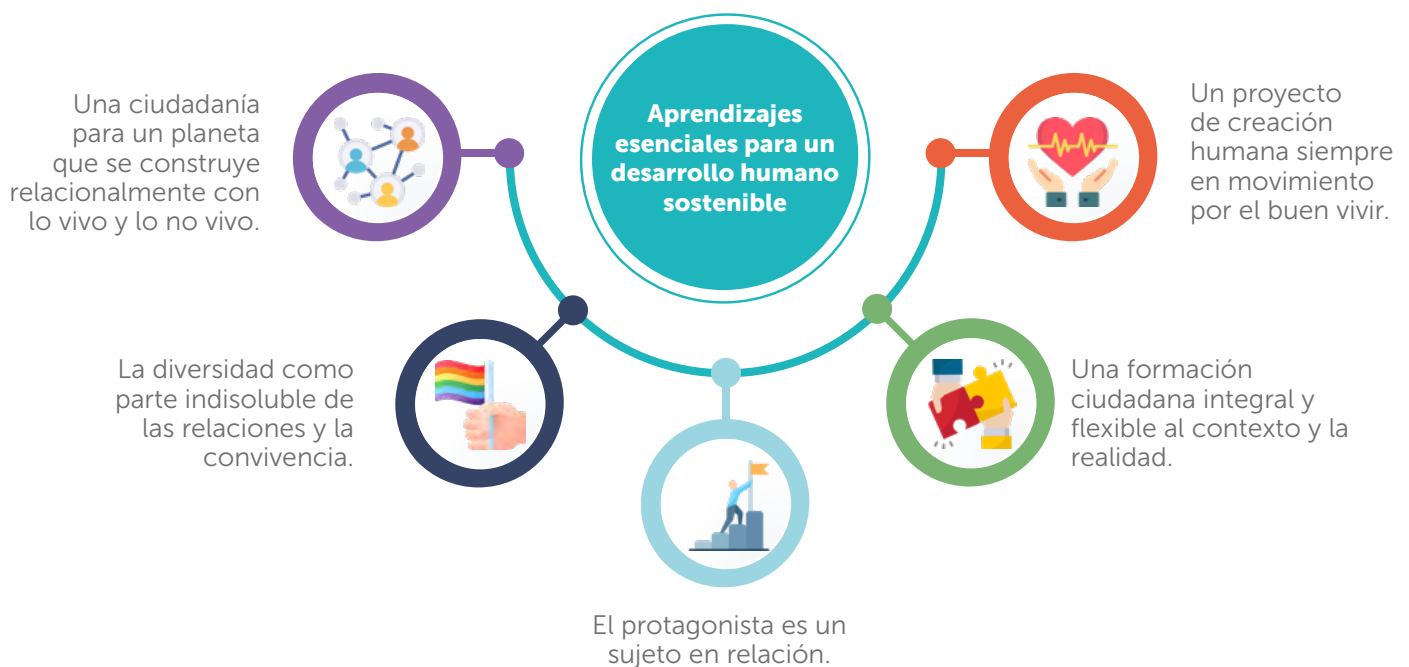 Aprendizajes
esenciales para un
desarrollo humano
sostenible
Una ciudadanía
para un planeta
que se construye
relacionalmente con
lo vivo y lo no vivo.
La diversidad como
parte indisoluble de
las relaciones y la
convivencia.
El protagonista es un
sujeto en relación.
Una formación
ciudadana integral y
flexible al contexto y la
realidad.
Un proyecto
de creación
humana siempre
en movimiento
por el buen vivir.